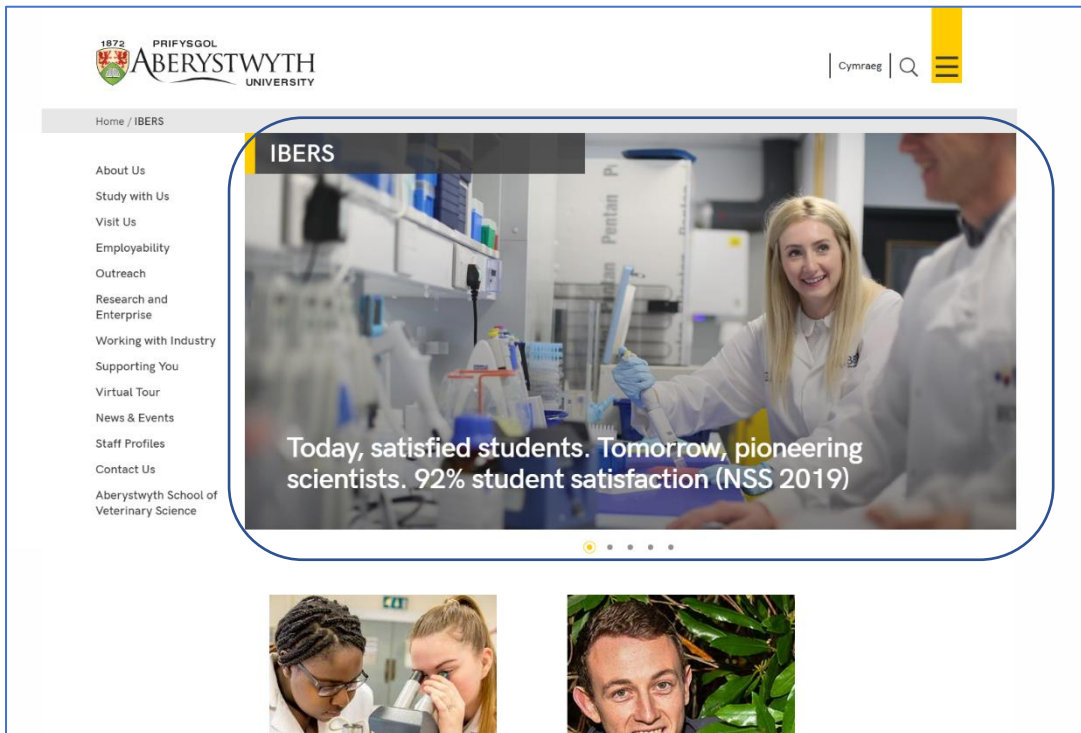 1872 PRIFYSGOL
ABERYSTWYTH
UNIVERSITY
Cymraeg
Home / IBERS
About Us
Study with Us
Visit Us
Employability
Outreach
Research and
Enterprise
Working with Industry
Supporting You
Virtual Tour
News & Events
Staff Profiles
Contact Us
Aberystwyth School of
Veterinary Science
IBERS
Pentan
Today, satisfied students. Tomorrow, pioneering
scientists. 92% student satisfaction (NSS 2019)